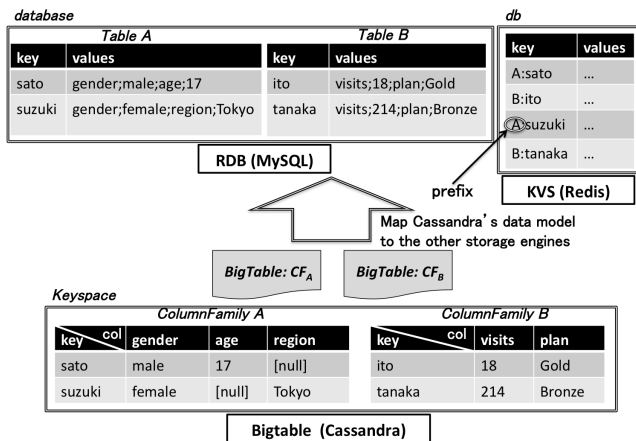 database
Table A
key values
sato gender;male;age;17
suzuki gender;female;region;Tokyo
Table B
key values
ito visits;18;plan;Gold
tanaka visits;214;plan;Bronze
RDB (MySQL)
db
key values
A:sato ...
B:ito ...
A:suzuki ...
B:tanaka ...
prefix
KVS (Redis)
Map Cassandra's data model
to the other storage engines
BigTable: CFA
BigTable: CFB
Keyspace
ColumnFamily A
key col gender age region
sato male 17 [null]
suzuki female [null] Tokyo
ColumnFamily B
key col visits plan
ito 18 Gold
tanaka 214 Bronze
Bigtable (Cassandra)